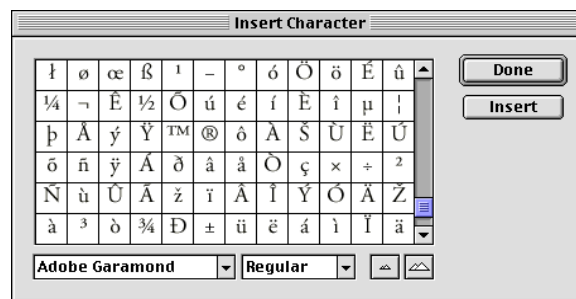 Insert Character
ł ø œ ß ¹ – ° ó Ö ö É û
¼ ¬ Ê ½ Õ ú é í È î µ ¦
þ Å ý Ÿ ™ ® ô À Š Ù Ë Ú
õ ñ ÿ Á ð â å Ò ç × ÷ ²
Ñ ù Û Ã ž ï Â Î Ý Ó Ä Ž
à ³ ò ¾ Đ ± ü ë á ì Ï ä
Done
Insert
Adobe Garamond
Regular